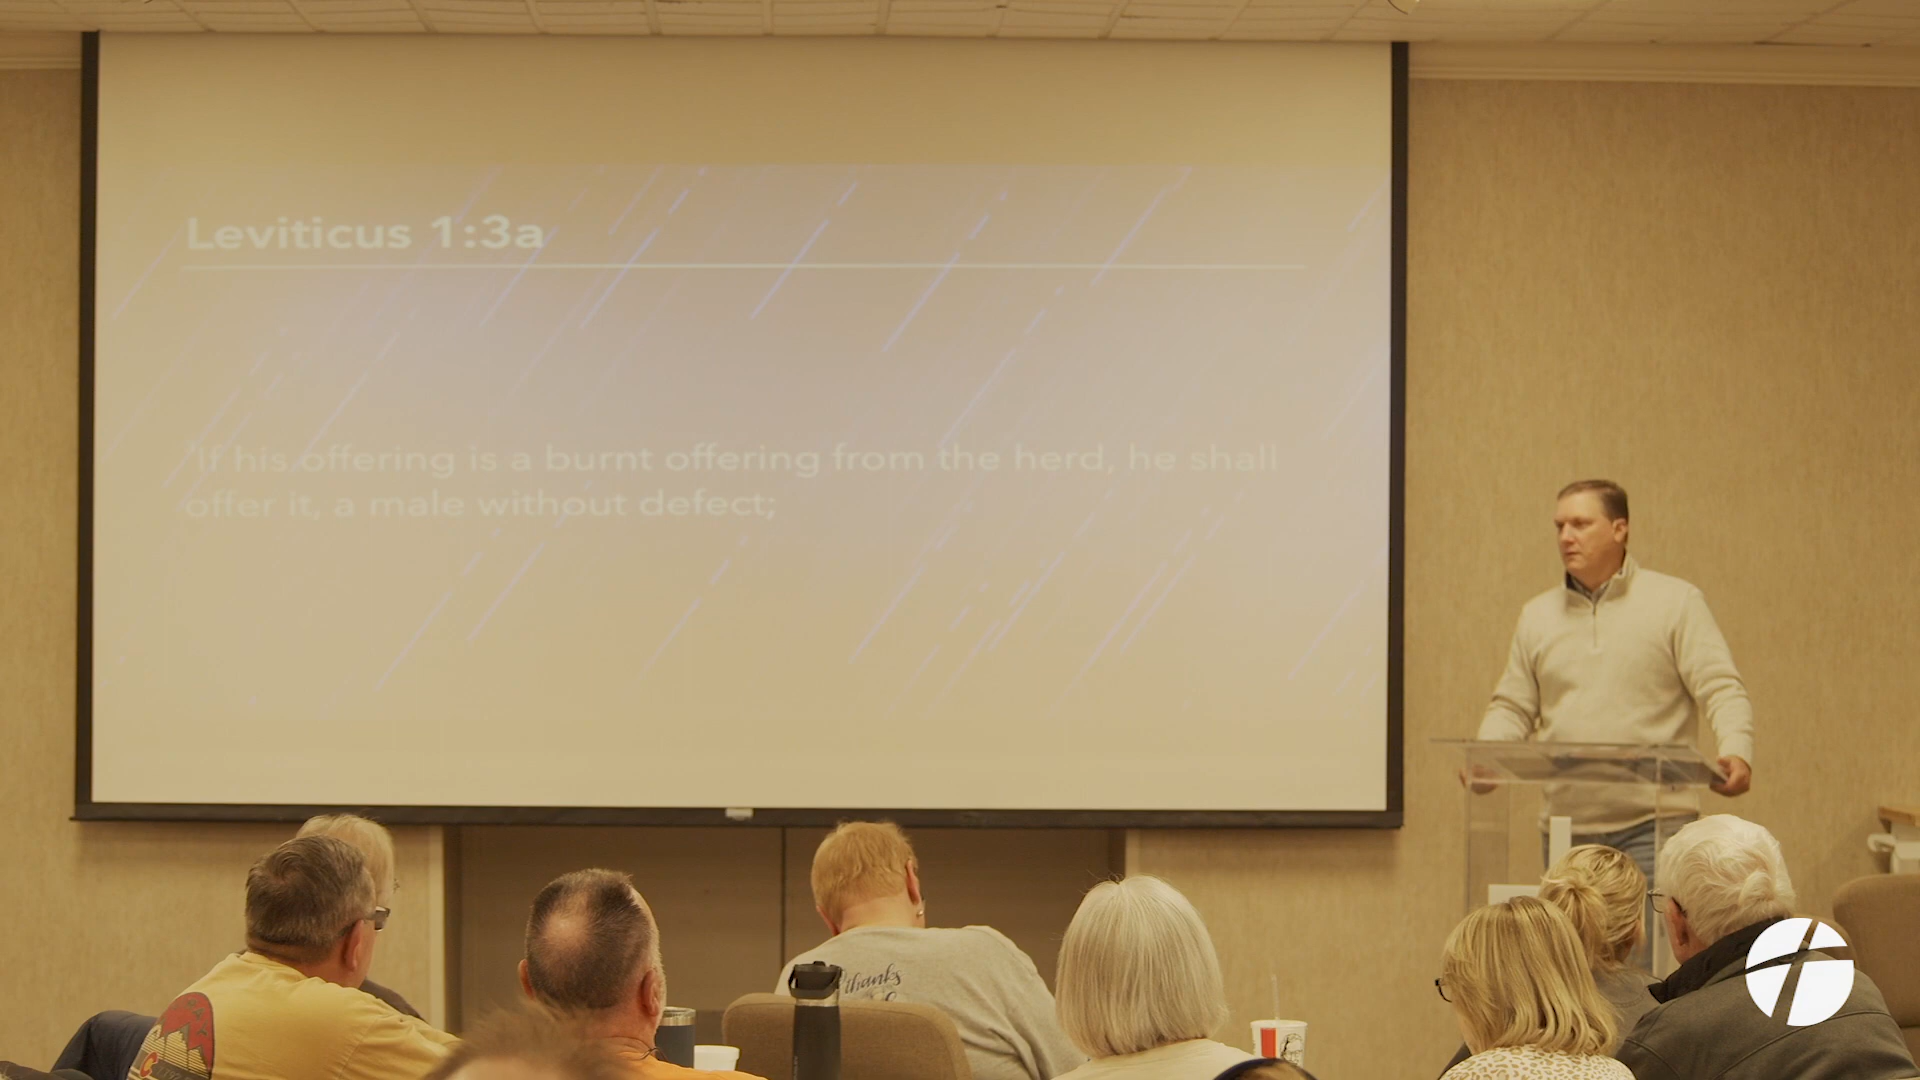 Leviticus 1:3a
'If his offering is a burnt offering from the herd, he shall
offer it, a male without defect;
thanks